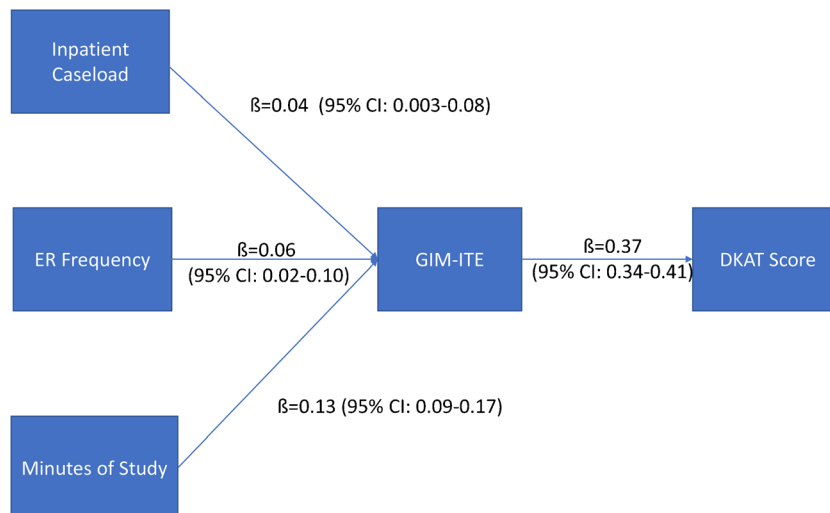 Inpatient
Caseload
ß=0.04  (95% CI: 0.003-0.08)
ER Frequency
ß=0.06
(95% CI: 0.02-0.10)
GIM-ITE
ß=0.37
(95% CI: 0.34-0.41)
DKAT Score
ß=0.13 (95% CI: 0.09-0.17)
Minutes of Study